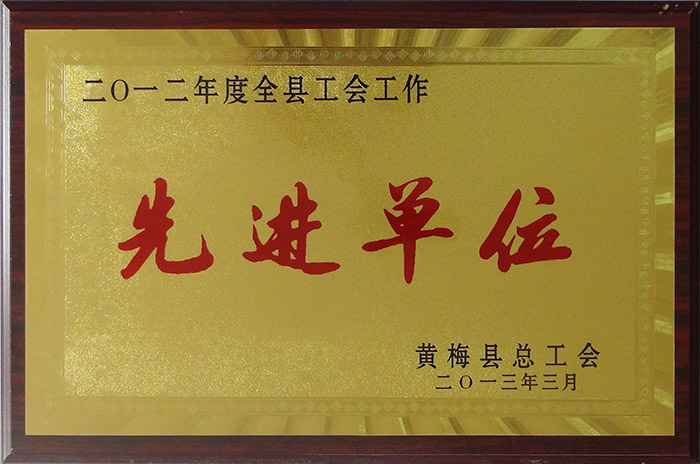 二〇一二年度全县工会工作
先进单位
黄梅县总工会
二〇一三年三月